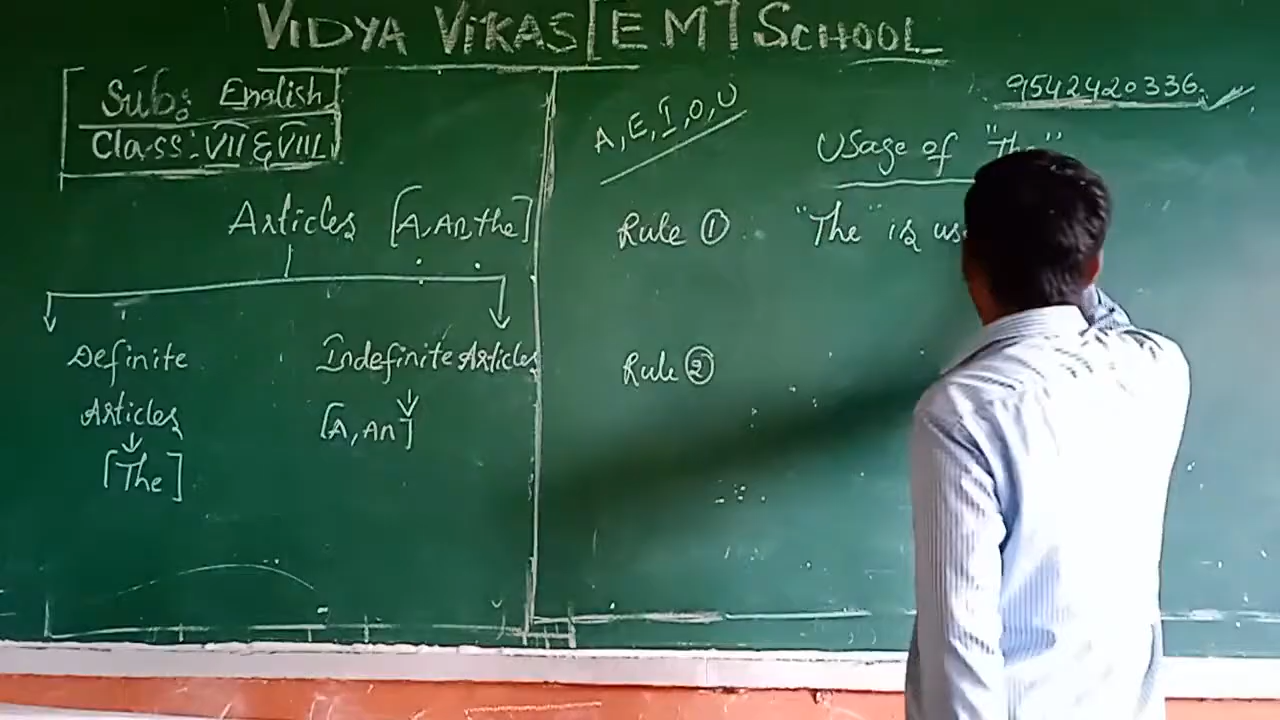 VIDYA VIKAS [E M] SCHOOL
Sub: English
Class: VII & VIII
Articles [A, An, the]
Definite
Articles
[The]
Indefinite Articles
[A, An]
A, E, I, O, U
9542420336
Usage of "The"
Rule ① "The" is
Rule ②